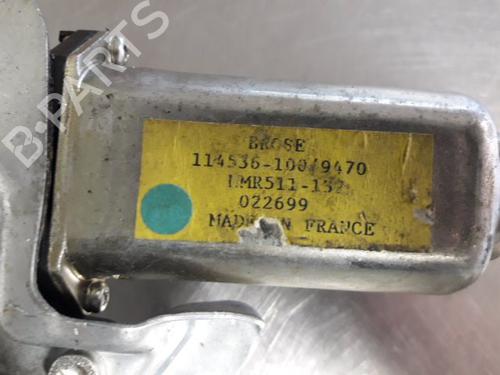 B-PARTS
BROSE
114536-100/9470
LMR511-132
022699
MADE IN FRANCE